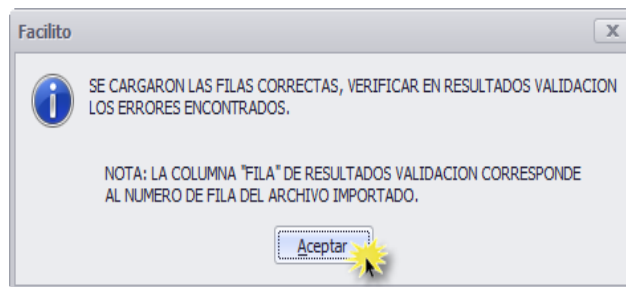 Facilito
X
SE CARGARON LAS FILAS CORRECTAS, VERIFICAR EN RESULTADOS VALIDACION
LOS ERRORES ENCONTRADOS.
NOTA: LA COLUMNA "FILA" DE RESULTADOS VALIDACION CORRESPONDE
AL NUMERO DE FILA DEL ARCHIVO IMPORTADO.
Aceptar